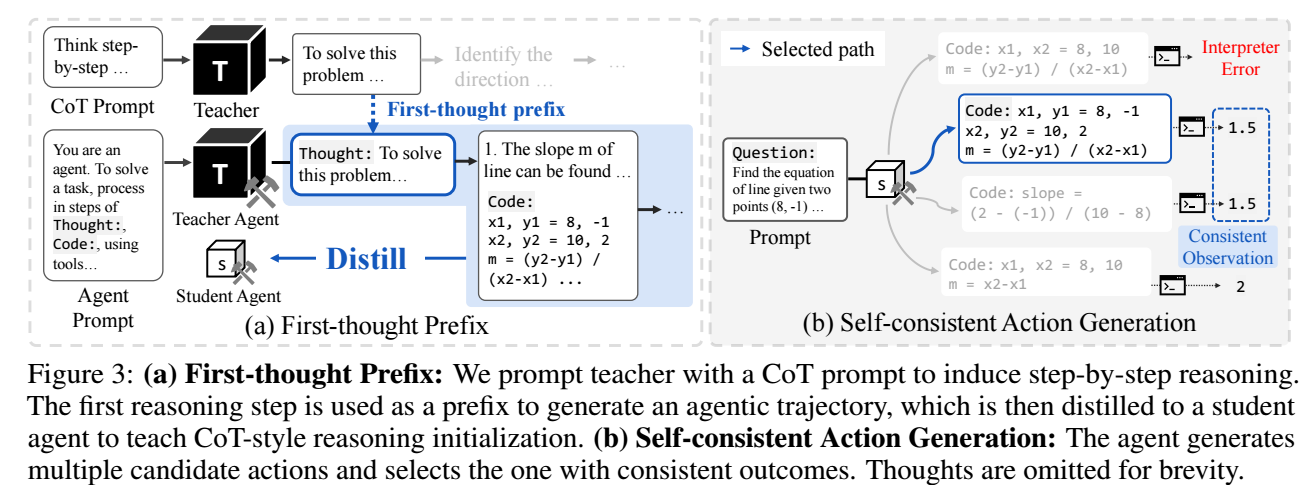 Think step-
by-step ...
CoT Prompt
T
Teacher
To solve this
problem ...
Identify the
direction ...
...
First-thought prefix
You are an
agent. To solve
a task, process
in steps of
Thought:,
Code:, using
tools...
Agent
Prompt
T
Teacher Agent
Thought: To solve
this problem...
1. The slope m of
line can be found ...
Code:
x1, y1 = 8, -1
x2, y2 = 10, 2
m = (y2-y1) /
(x2-x1) ...
...
S
Student Agent
Distill
(a) First-thought Prefix
Selected path
Question:
Find the equation
of line given two
points (8, -1) ...
Prompt
S
Code: x1, x2 = 8, 10
m = (y2-y1) / (x2-x1)
Interpreter
Error
Code: x1, y1 = 8, -1
x2, y2 = 10, 2
m = (y2-y1) / (x2-x1)
1.5
Code: slope =
(2 - (-1)) / (10 - 8)
1.5
Consistent
Observation
Code: x1, x2 = 8, 10
m = x2-x1
2
(b) Self-consistent Action Generation
Figure 3: (a) First-thought Prefix: We prompt teacher with a CoT prompt to induce step-by-step reasoning.
The first reasoning step is used as a prefix to generate an agentic trajectory, which is then distilled to a student
agent to teach CoT-style reasoning initialization. (b) Self-consistent Action Generation: The agent generates
multiple candidate actions and selects the one with consistent outcomes. Thoughts are omitted for brevity.